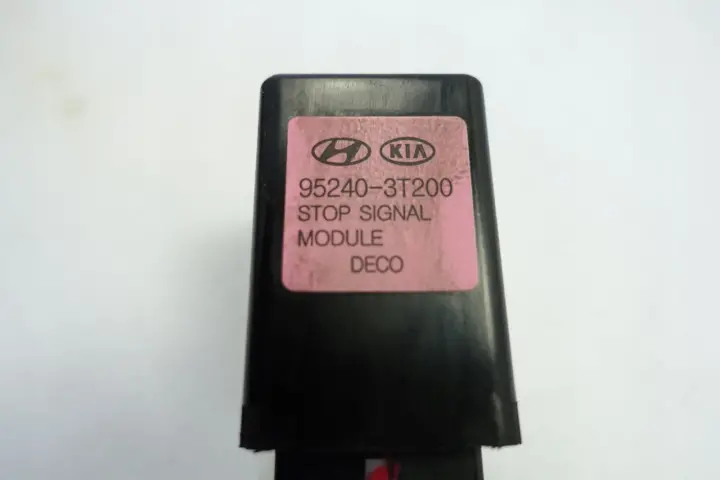 KIA
95240-3T200
STOP SIGNAL
MODULE
DECO